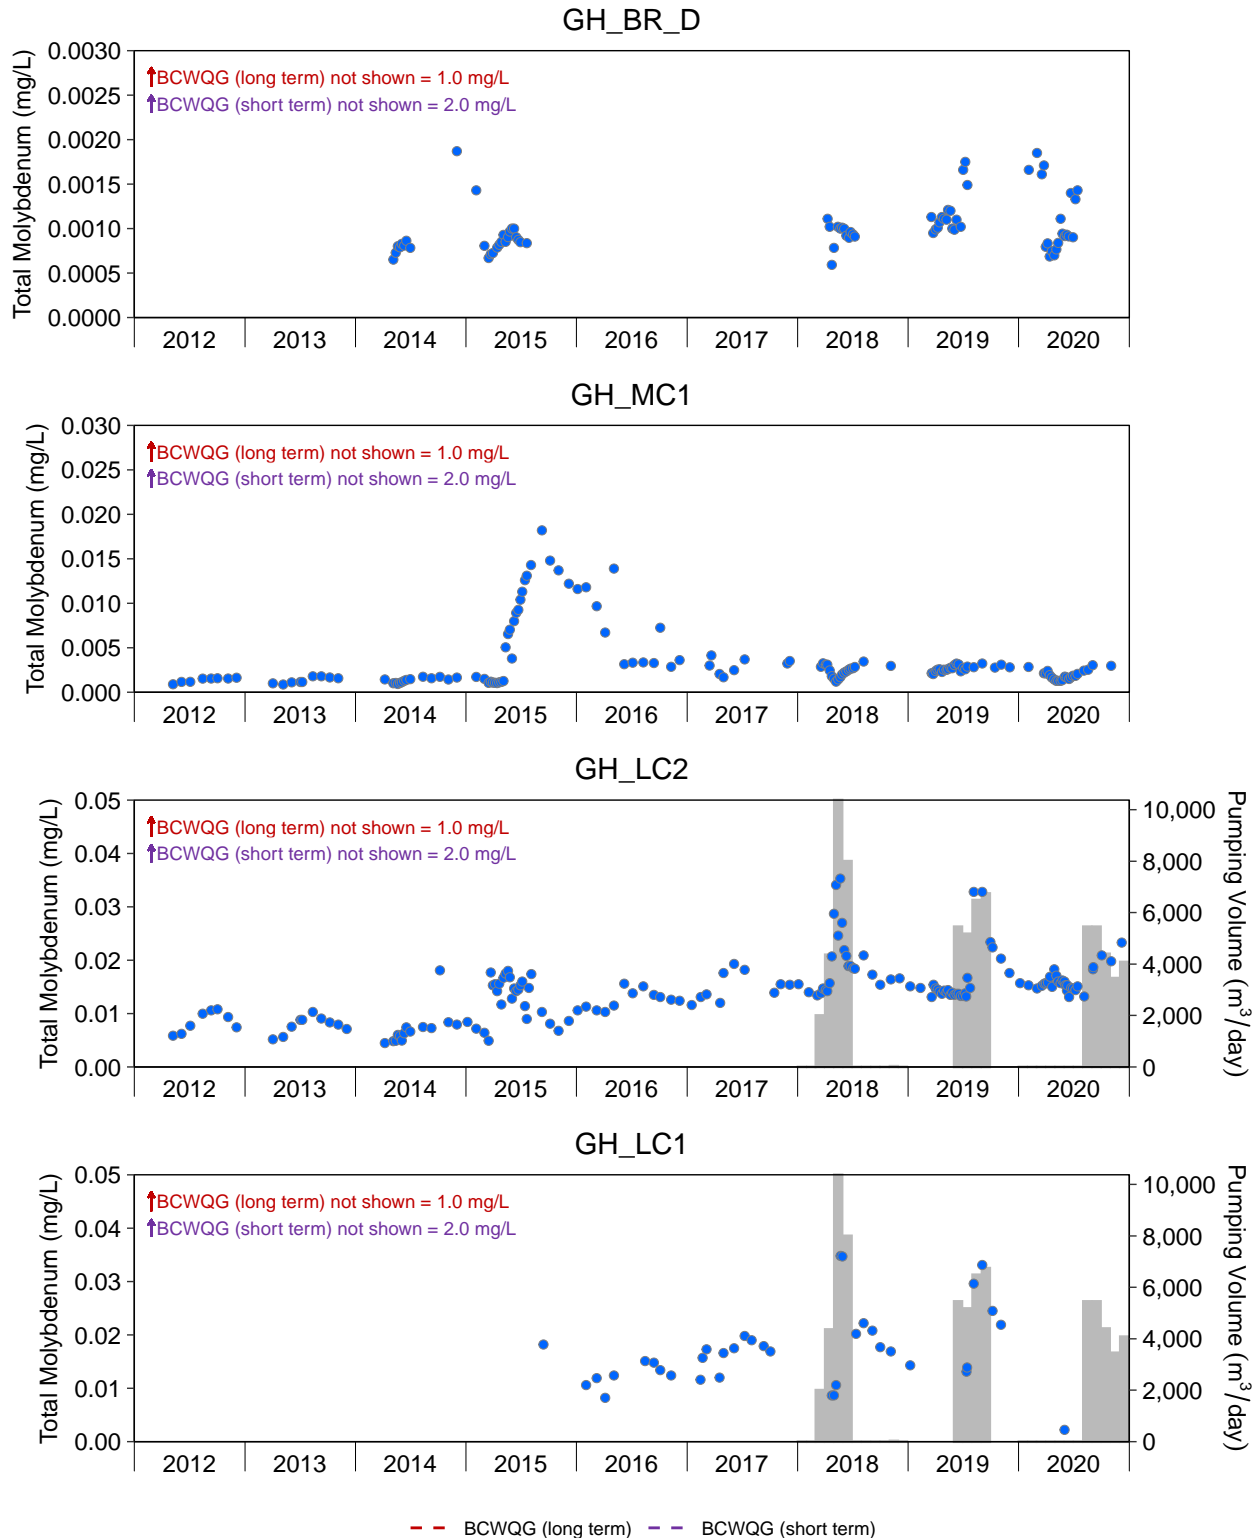 GH_BR_D
Total Molybdenum (mg/L)
0.0030
0.0025
0.0020
0.0015
0.0010
0.0005
0.0000
BCWQG (long term) not shown = 1.0 mg/L
BCWQG (short term) not shown = 2.0 mg/L
2012 2013 2014 2015 2016 2017 2018 2019 2020
GH_MC1
Total Molybdenum (mg/L)
0.030
0.025
0.020
0.015
0.010
0.005
0.000
BCWQG (long term) not shown = 1.0 mg/L
BCWQG (short term) not shown = 2.0 mg/L
2012 2013 2014 2015 2016 2017 2018 2019 2020
GH_LC2
Total Molybdenum (mg/L)
0.05
0.04
0.03
0.02
0.01
0.00
BCWQG (long term) not shown = 1.0 mg/L
BCWQG (short term) not shown = 2.0 mg/L
10,000
8,000
6,000
4,000
2,000
0
Pumping Volume (m³/day)
2012 2013 2014 2015 2016 2017 2018 2019 2020
GH_LC1
Total Molybdenum (mg/L)
0.05
0.04
0.03
0.02
0.01
0.00
BCWQG (long term) not shown = 1.0 mg/L
BCWQG (short term) not shown = 2.0 mg/L
10,000
8,000
6,000
4,000
2,000
0
Pumping Volume (m³/day)
2012 2013 2014 2015 2016 2017 2018 2019 2020
BCWQG (long term) BCWQG (short term)